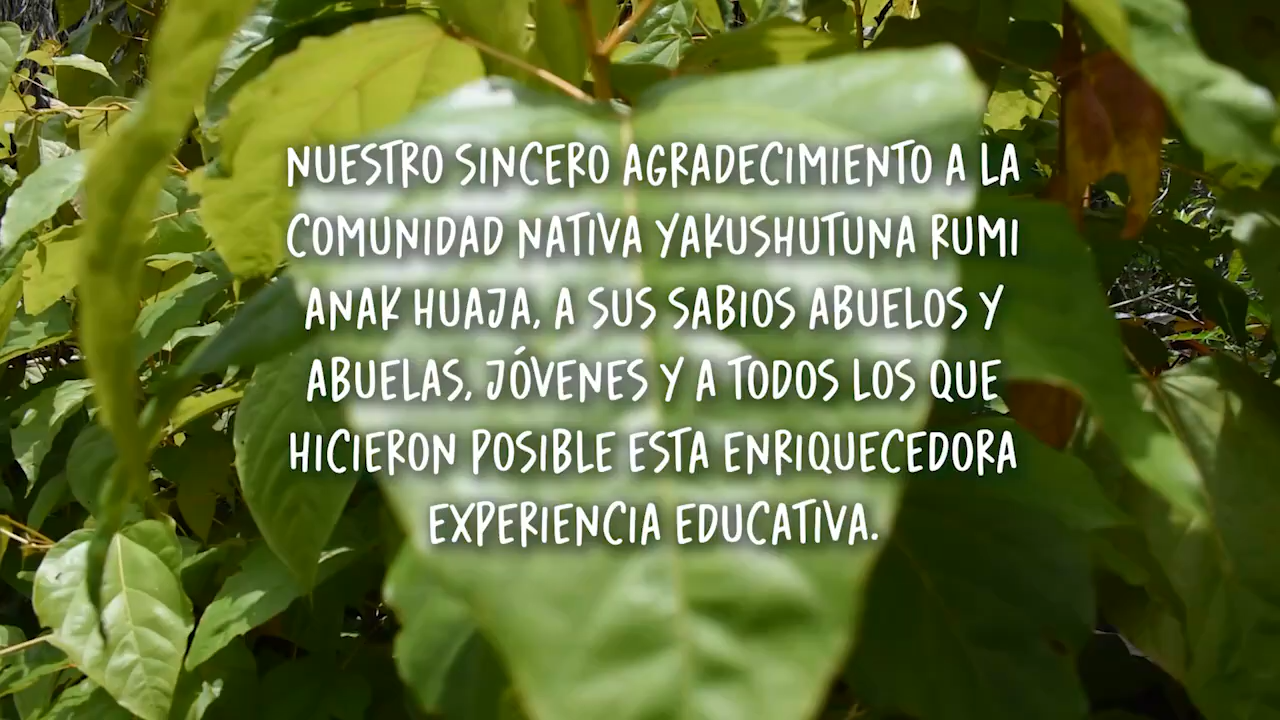 NUESTRO SINCERO AGRADECIMIENTO A LA
COMUNIDAD NATIVA YAKUSHUTUNA RUMI
ANAK HUAJA, A SUS SABIOS ABUELOS Y
ABUELAS, JÓVENES Y A TODOS LOS QUE
HICIERON POSIBLE ESTA ENRIQUECEDORA
EXPERIENCIA EDUCATIVA.